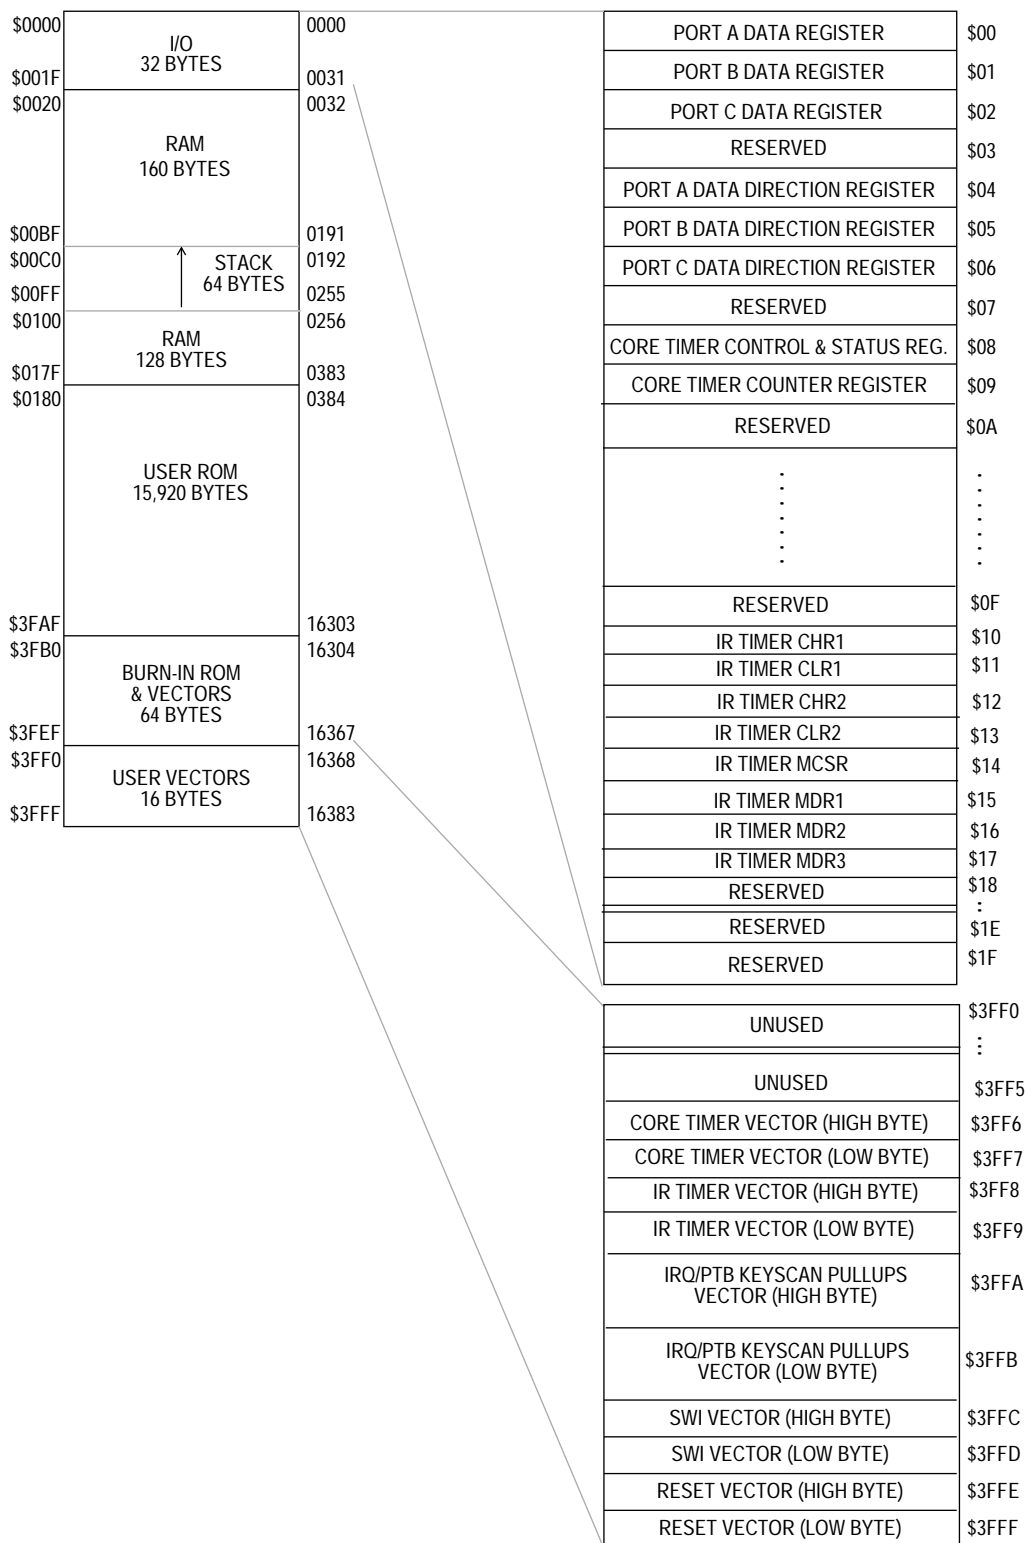 $0000
0000
I/O
32 BYTES
$001F
0031
$0020
0032
RAM
160 BYTES
$00BF
0191
$00C0
0192
STACK
64 BYTES
$00FF
0255
$0100
0256
RAM
128 BYTES
$017F
0383
$0180
0384
USER ROM
15,920 BYTES
$3FAF
16303
$3FB0
16304
BURN-IN ROM
& VECTORS
64 BYTES
$3FEF
16367
$3FF0
16368
USER VECTORS
16 BYTES
$3FFF
16383
PORT A DATA REGISTER $00
PORT B DATA REGISTER $01
PORT C DATA REGISTER $02
RESERVED $03
PORT A DATA DIRECTION REGISTER $04
PORT B DATA DIRECTION REGISTER $05
PORT C DATA DIRECTION REGISTER $06
RESERVED $07
CORE TIMER CONTROL & STATUS REG. $08
CORE TIMER COUNTER REGISTER $09
RESERVED $0A
RESERVED $0F
IR TIMER CHR1 $10
IR TIMER CLR1 $11
IR TIMER CHR2 $12
IR TIMER CLR2 $13
IR TIMER MCSR $14
IR TIMER MDR1 $15
IR TIMER MDR2 $16
IR TIMER MDR3 $17
RESERVED $18
RESERVED $1E
RESERVED $1F
UNUSED $3FF0
UNUSED $3FF5
CORE TIMER VECTOR (HIGH BYTE) $3FF6
CORE TIMER VECTOR (LOW BYTE) $3FF7
IR TIMER VECTOR (HIGH BYTE) $3FF8
IR TIMER VECTOR (LOW BYTE) $3FF9
IRQ/PTB KEYSCAN PULLUPS
VECTOR (HIGH BYTE) $3FFA
IRQ/PTB KEYSCAN PULLUPS
VECTOR (LOW BYTE) $3FFB
SWI VECTOR (HIGH BYTE) $3FFC
SWI VECTOR (LOW BYTE) $3FFD
RESET VECTOR (HIGH BYTE) $3FFE
RESET VECTOR (LOW BYTE) $3FFF